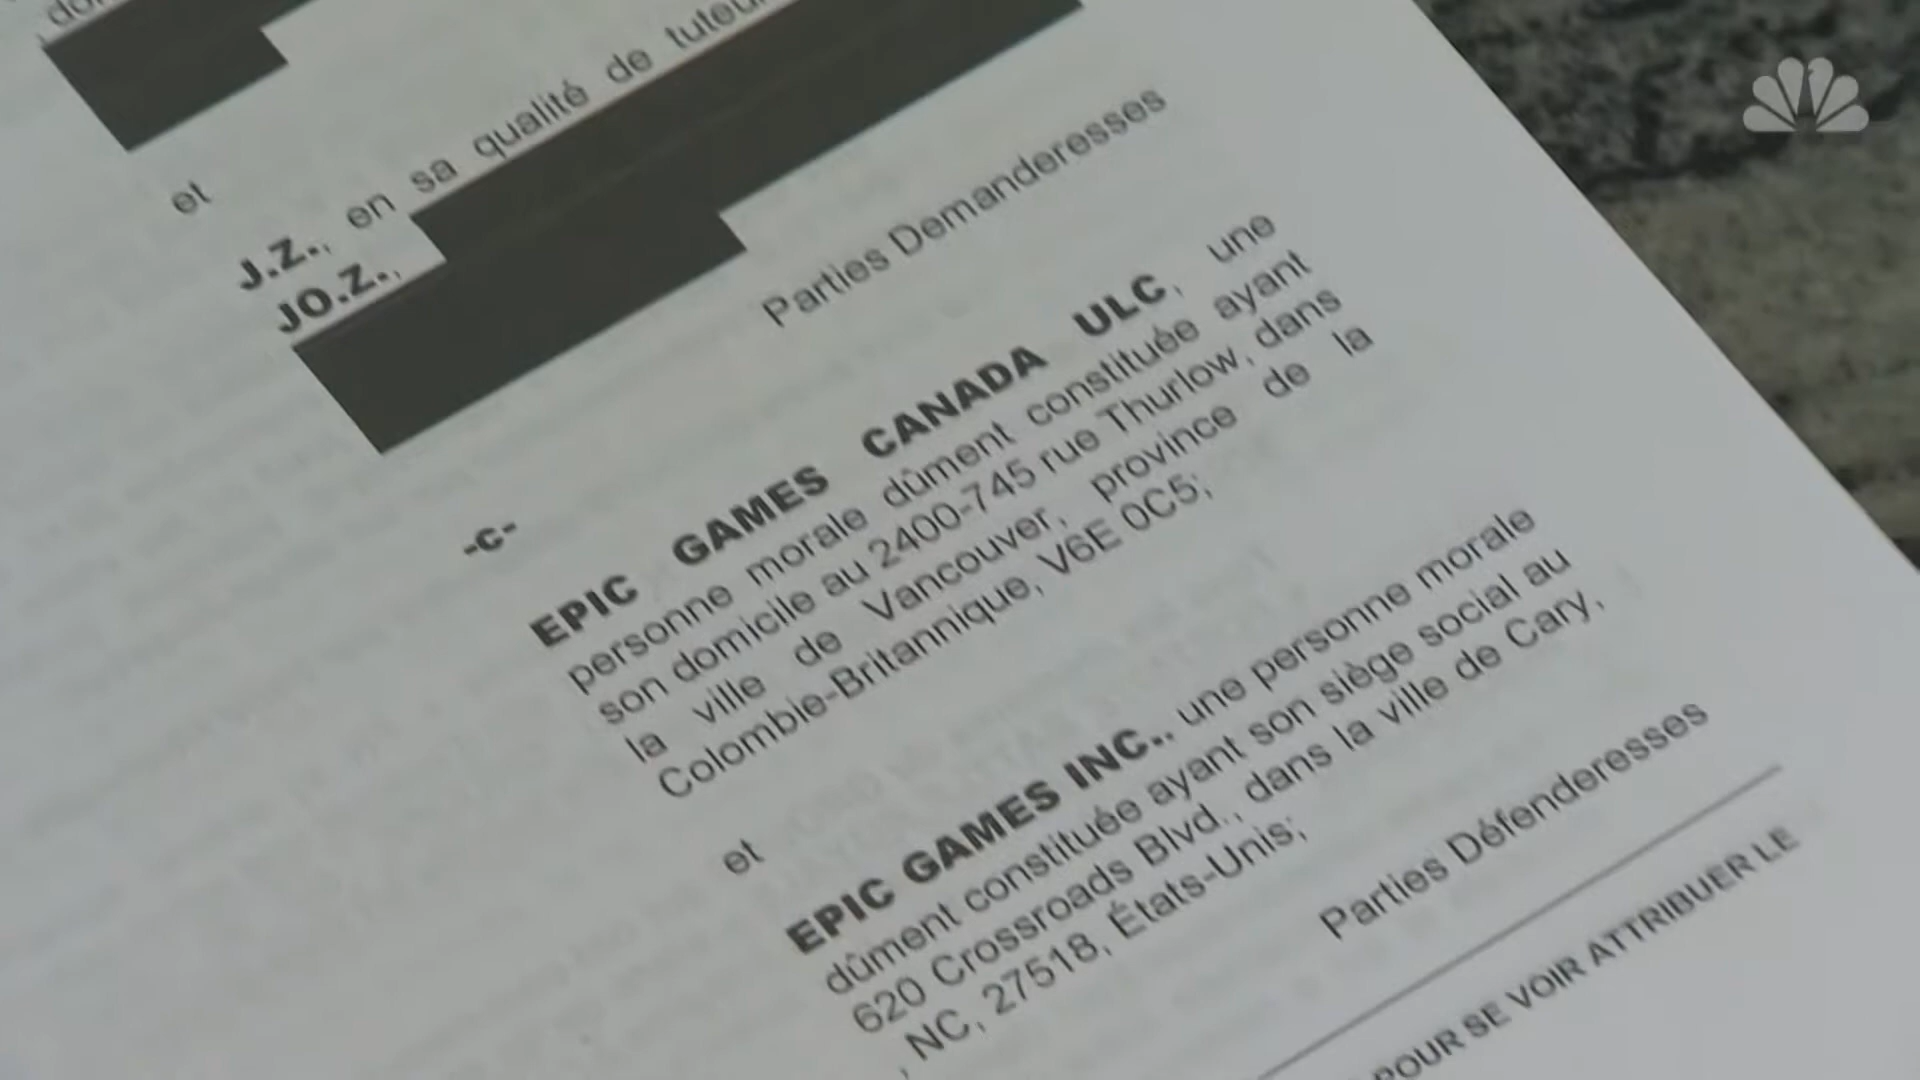 et
J.Z., en sa qualité de
JO.Z.,
Parties Demanderesses
-c-
EPIC GAMES CANADA ULC, une
personne morale dûment constituée ayant
son domicile au 2400-745 rue Thurlow, dans
la ville de Vancouver, province de la
Colombie-Britannique, V6E 0C5;
et
EPIC GAMES INC., une personne morale
dûment constituée ayant son siège social au
620 Crossroads Blvd., dans la ville de Cary,
, NC, 27518, États-Unis;
Parties Défenderesses
POUR SE VOIR ATTRIBUER LE